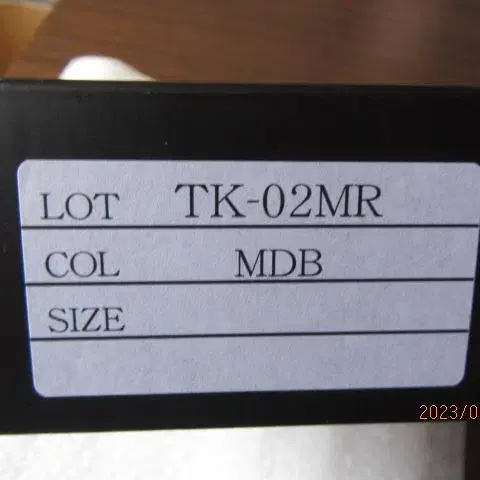 LOT TK-02MR
COL MDB
SIZE
2023/0